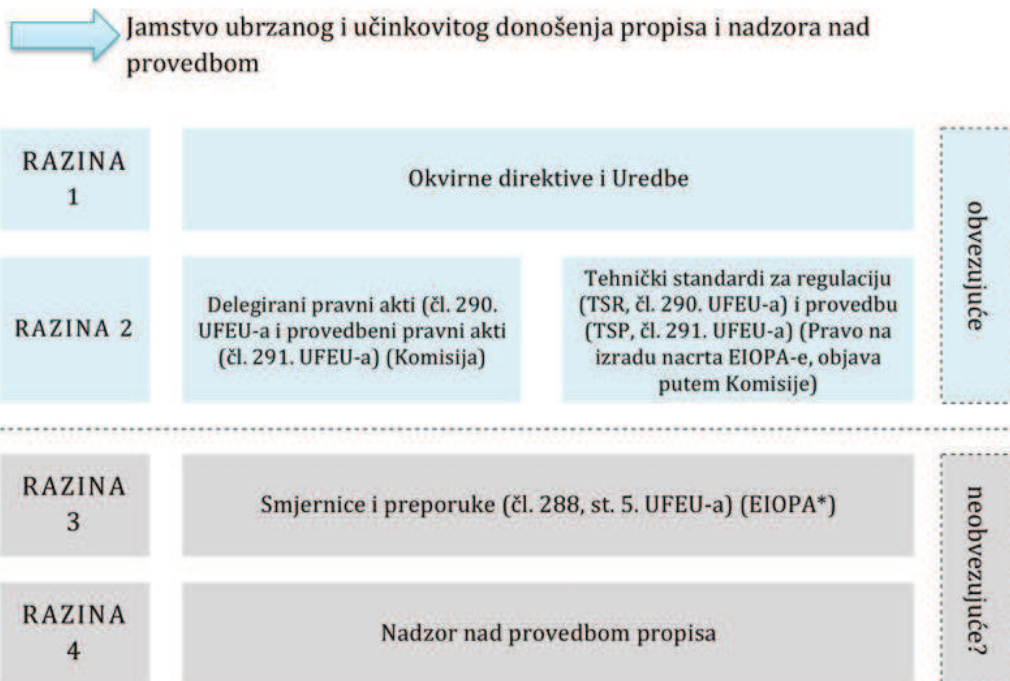 Jamstvo ubrzanog i učinkovitog donošenja propisa i nadzora nad
provedbom
RAZINA
1
Okvirne direktive i Uredbe
obvezujuće
RAZINA 2
Delegirani pravni akti (čl. 290.
UFEU-a i provedbeni pravni akti
(čl. 291. UFEU-a) (Komisija)
Tehnički standardi za regulaciju
(TSR, čl. 290. UFEU-a) i provedbu
(TSP, čl. 291. UFEU-a) (Pravo na
izradu nacrta EIOPA-e, objava
putem Komisije)
RAZINA
3
Smjernice i preporuke (čl. 288, st. 5. UFEU-a) (EIOPA*)
neobvezujuće?
RAZINA
4
Nadzor nad provedbom propisa